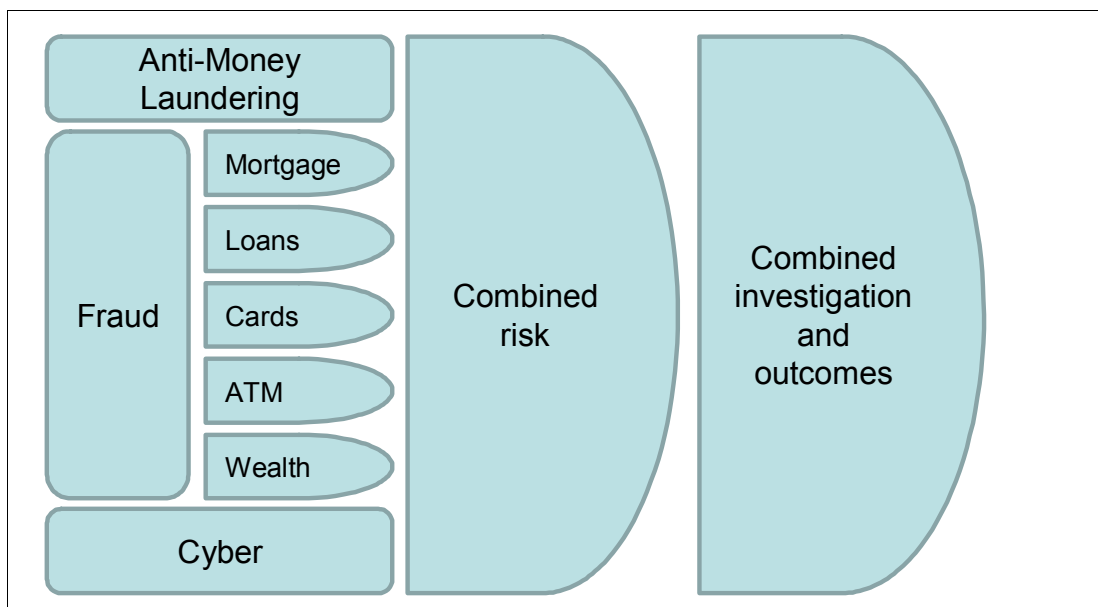 Anti-Money
Laundering
Fraud
Mortgage
Loans
Cards
ATM
Wealth
Cyber
Combined
risk
Combined
investigation
and
outcomes